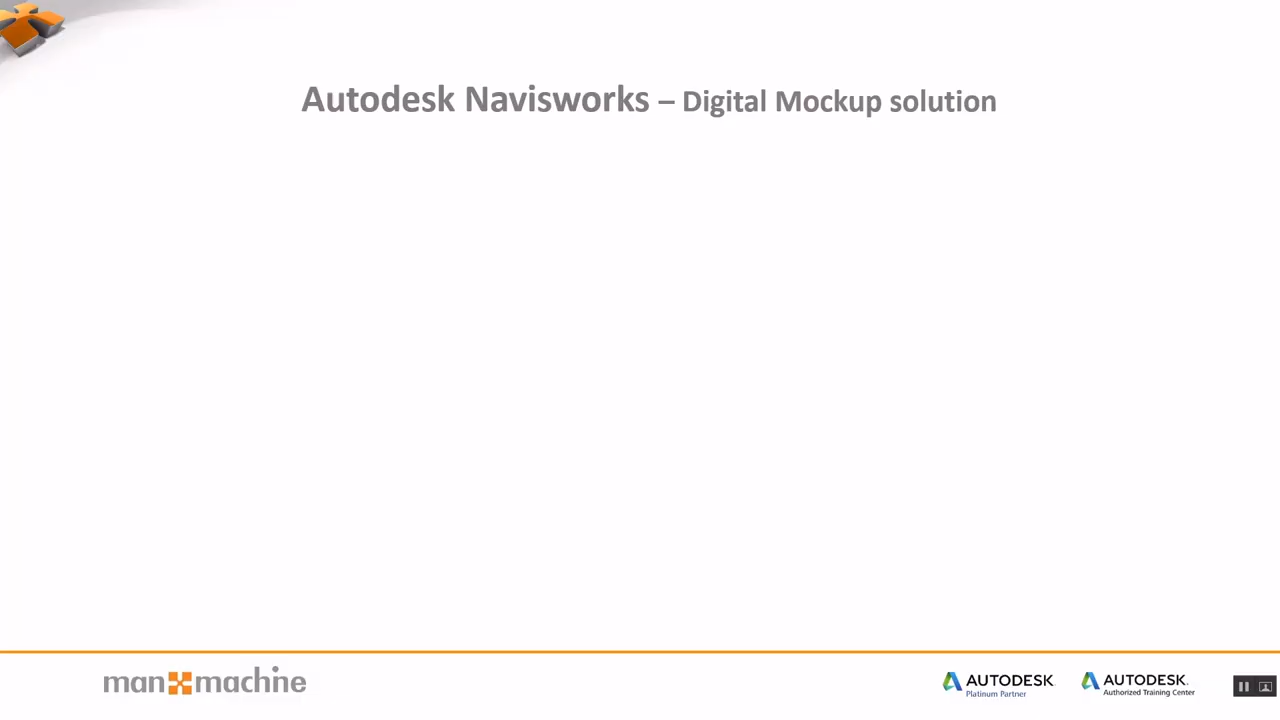 Autodesk Navisworks – Digital Mockup solution
man machine
AUTODESK
Platinum Partner
AUTODESK.
Authorized Training Center